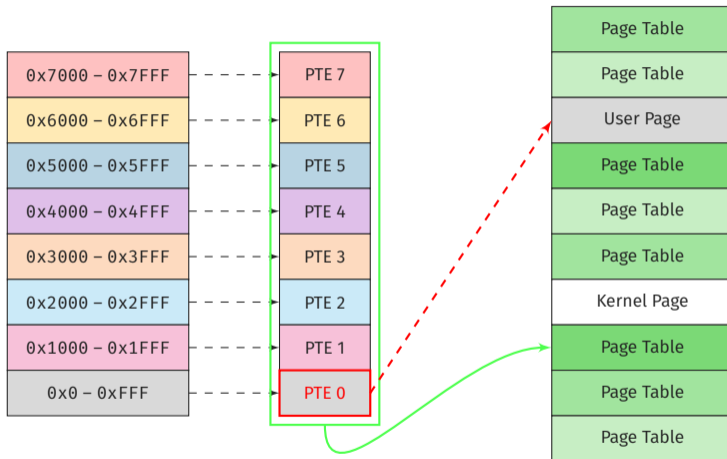 0x7000 – 0x7FFF
0x6000 – 0x6FFF
0x5000 – 0x5FFF
0x4000 – 0x4FFF
0x3000 – 0x3FFF
0x2000 – 0x2FFF
0x1000 – 0x1FFF
0x0 – 0xFFF
PTE 7
PTE 6
PTE 5
PTE 4
PTE 3
PTE 2
PTE 1
PTE 0
Page Table
Page Table
User Page
Page Table
Page Table
Page Table
Kernel Page
Page Table
Page Table
Page Table